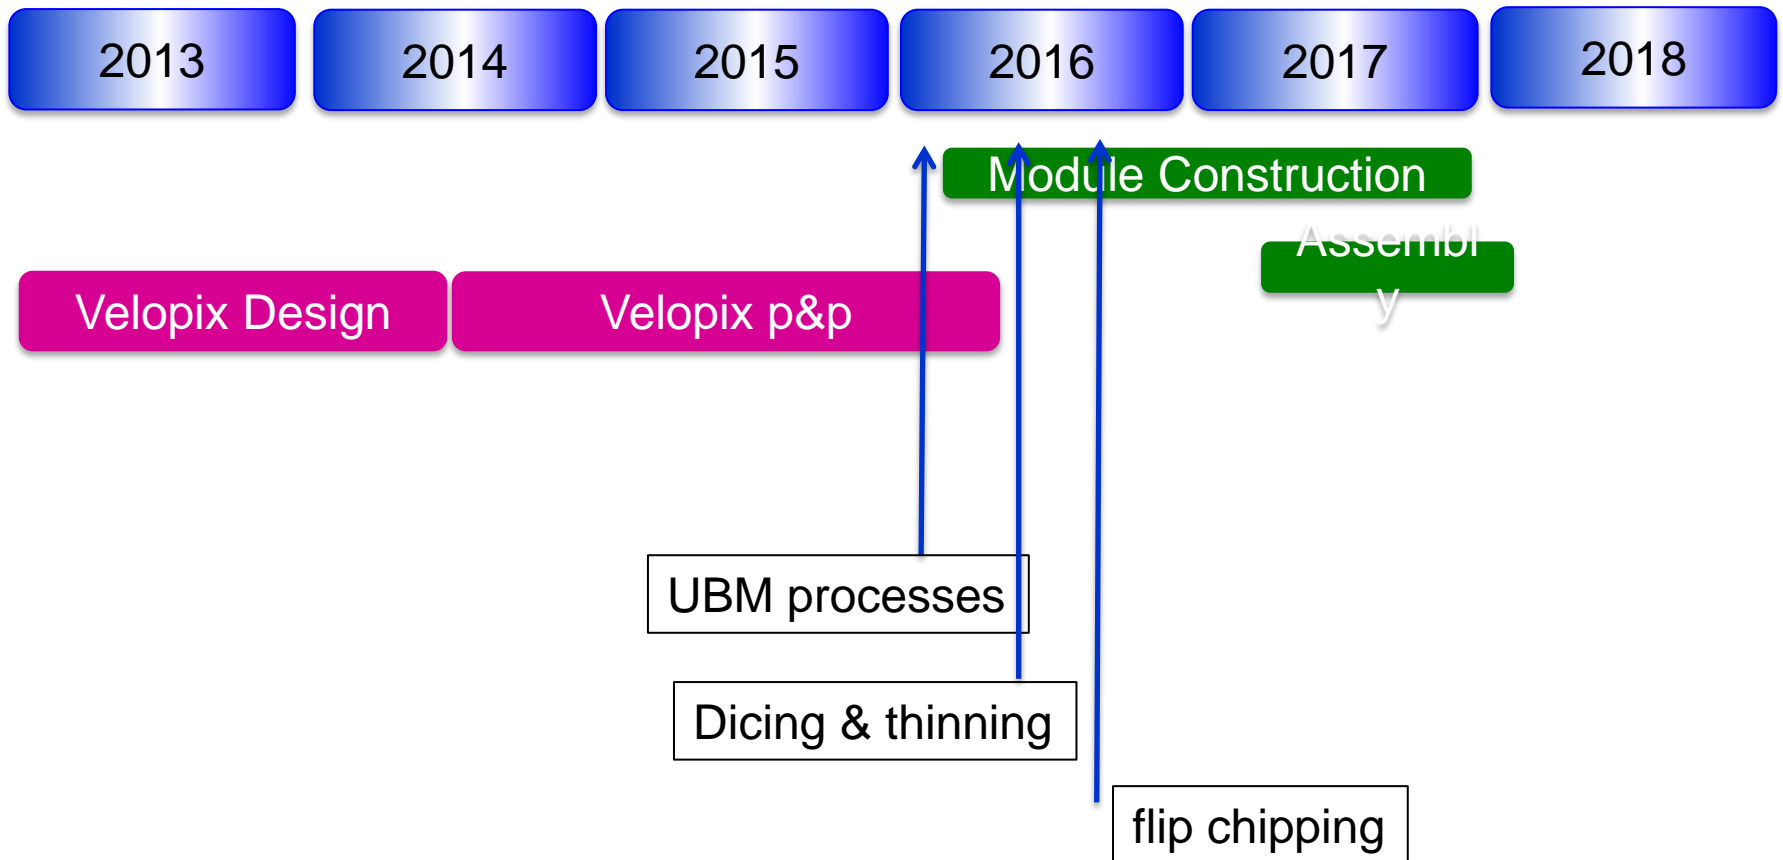 2013
2014
2015
2016
2017
2018
Module Construction
Assembl
y
Velopix Design
Velopix p&p
UBM processes
Dicing & thinning
flip chipping